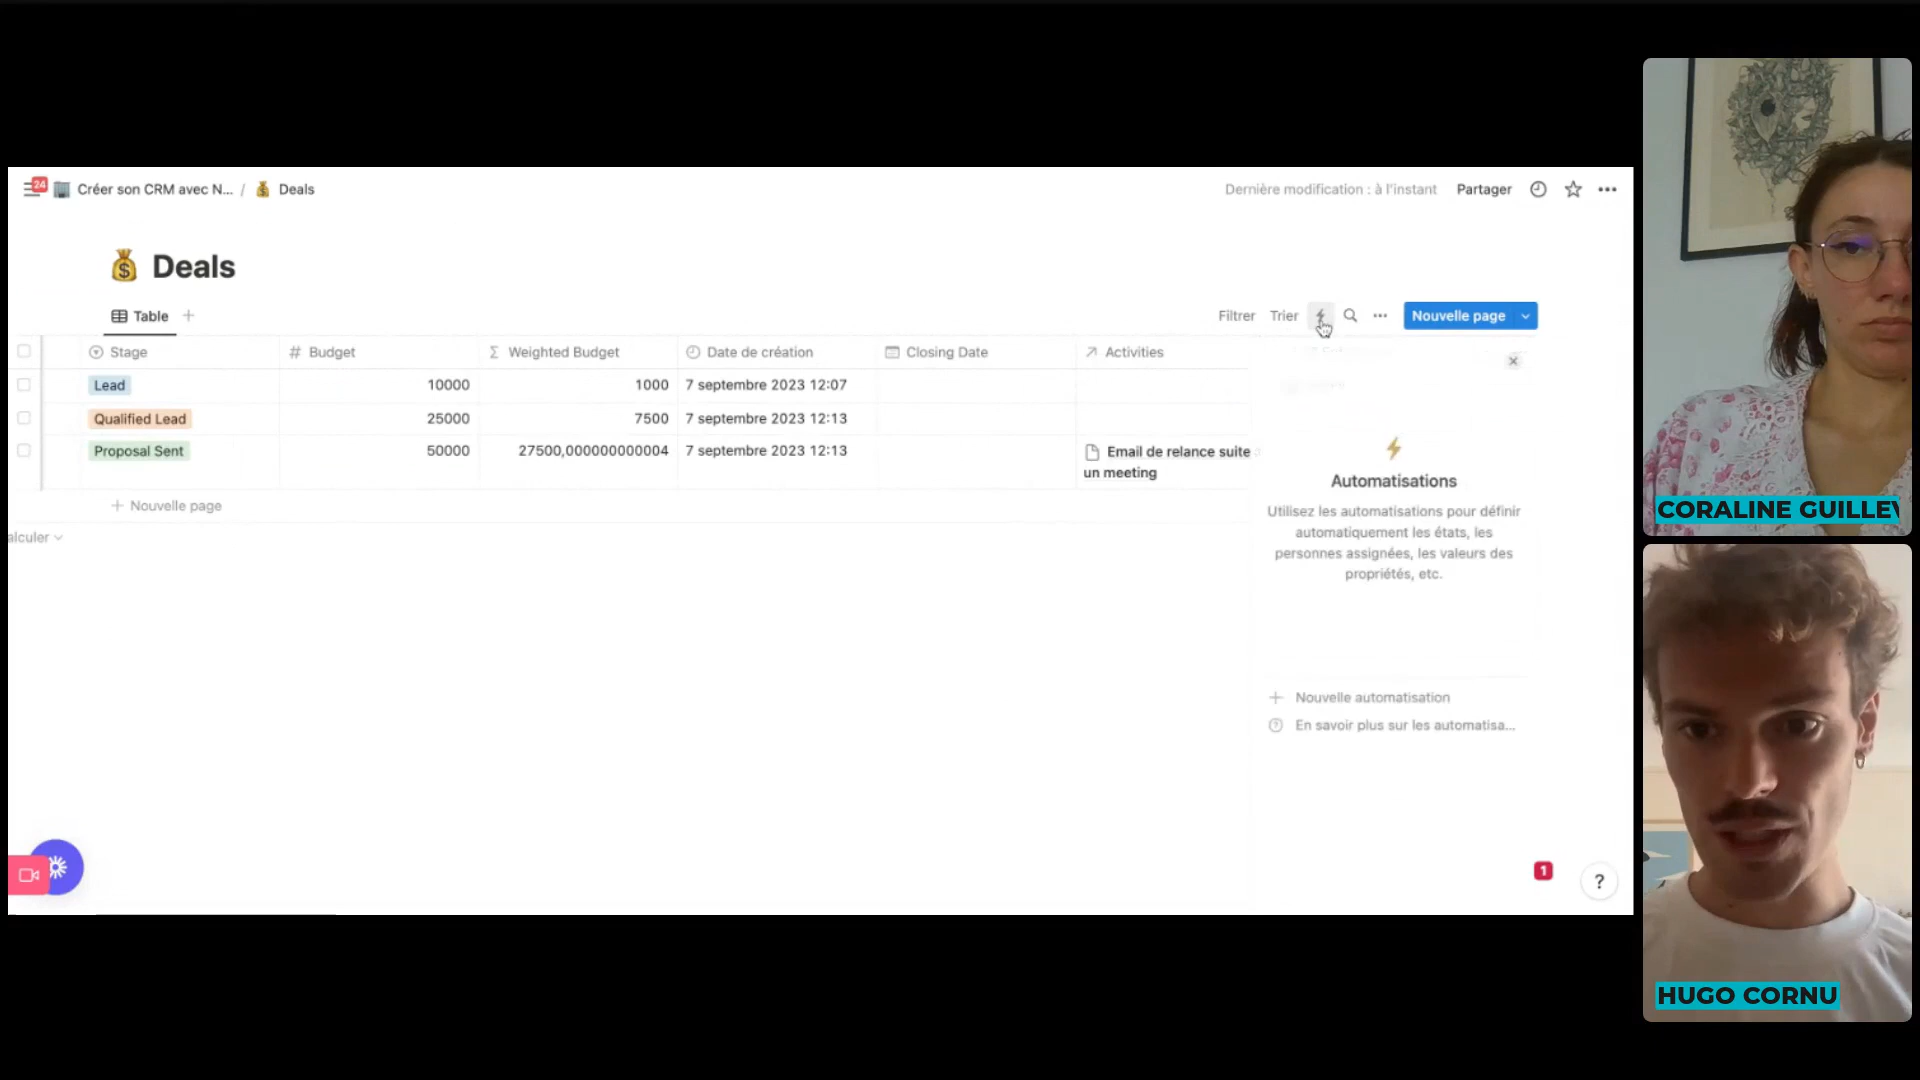 24
Créer son CRM avec N... / Deals
Dernière modification : à l'instant
Partager
Deals
Table
Filtrer
Trier
Nouvelle page
Stage
Budget
Weighted Budget
Date de création
Closing Date
Activities
Lead
10000
1000
7 septembre 2023 12:07
Qualified Lead
25000
7500
7 septembre 2023 12:13
Proposal Sent
50000
27500,000000000004
7 septembre 2023 12:13
Email de relance suite
un meeting
Nouvelle page
alculer
Automatisations
Utilisez les automatisations pour définir
automatiquement les états, les
personnes assignées, les valeurs des
propriétés, etc.
Nouvelle automatisation
En savoir plus sur les automatisa...
1
?
CORALINE GUILLEV
HUGO CORNU